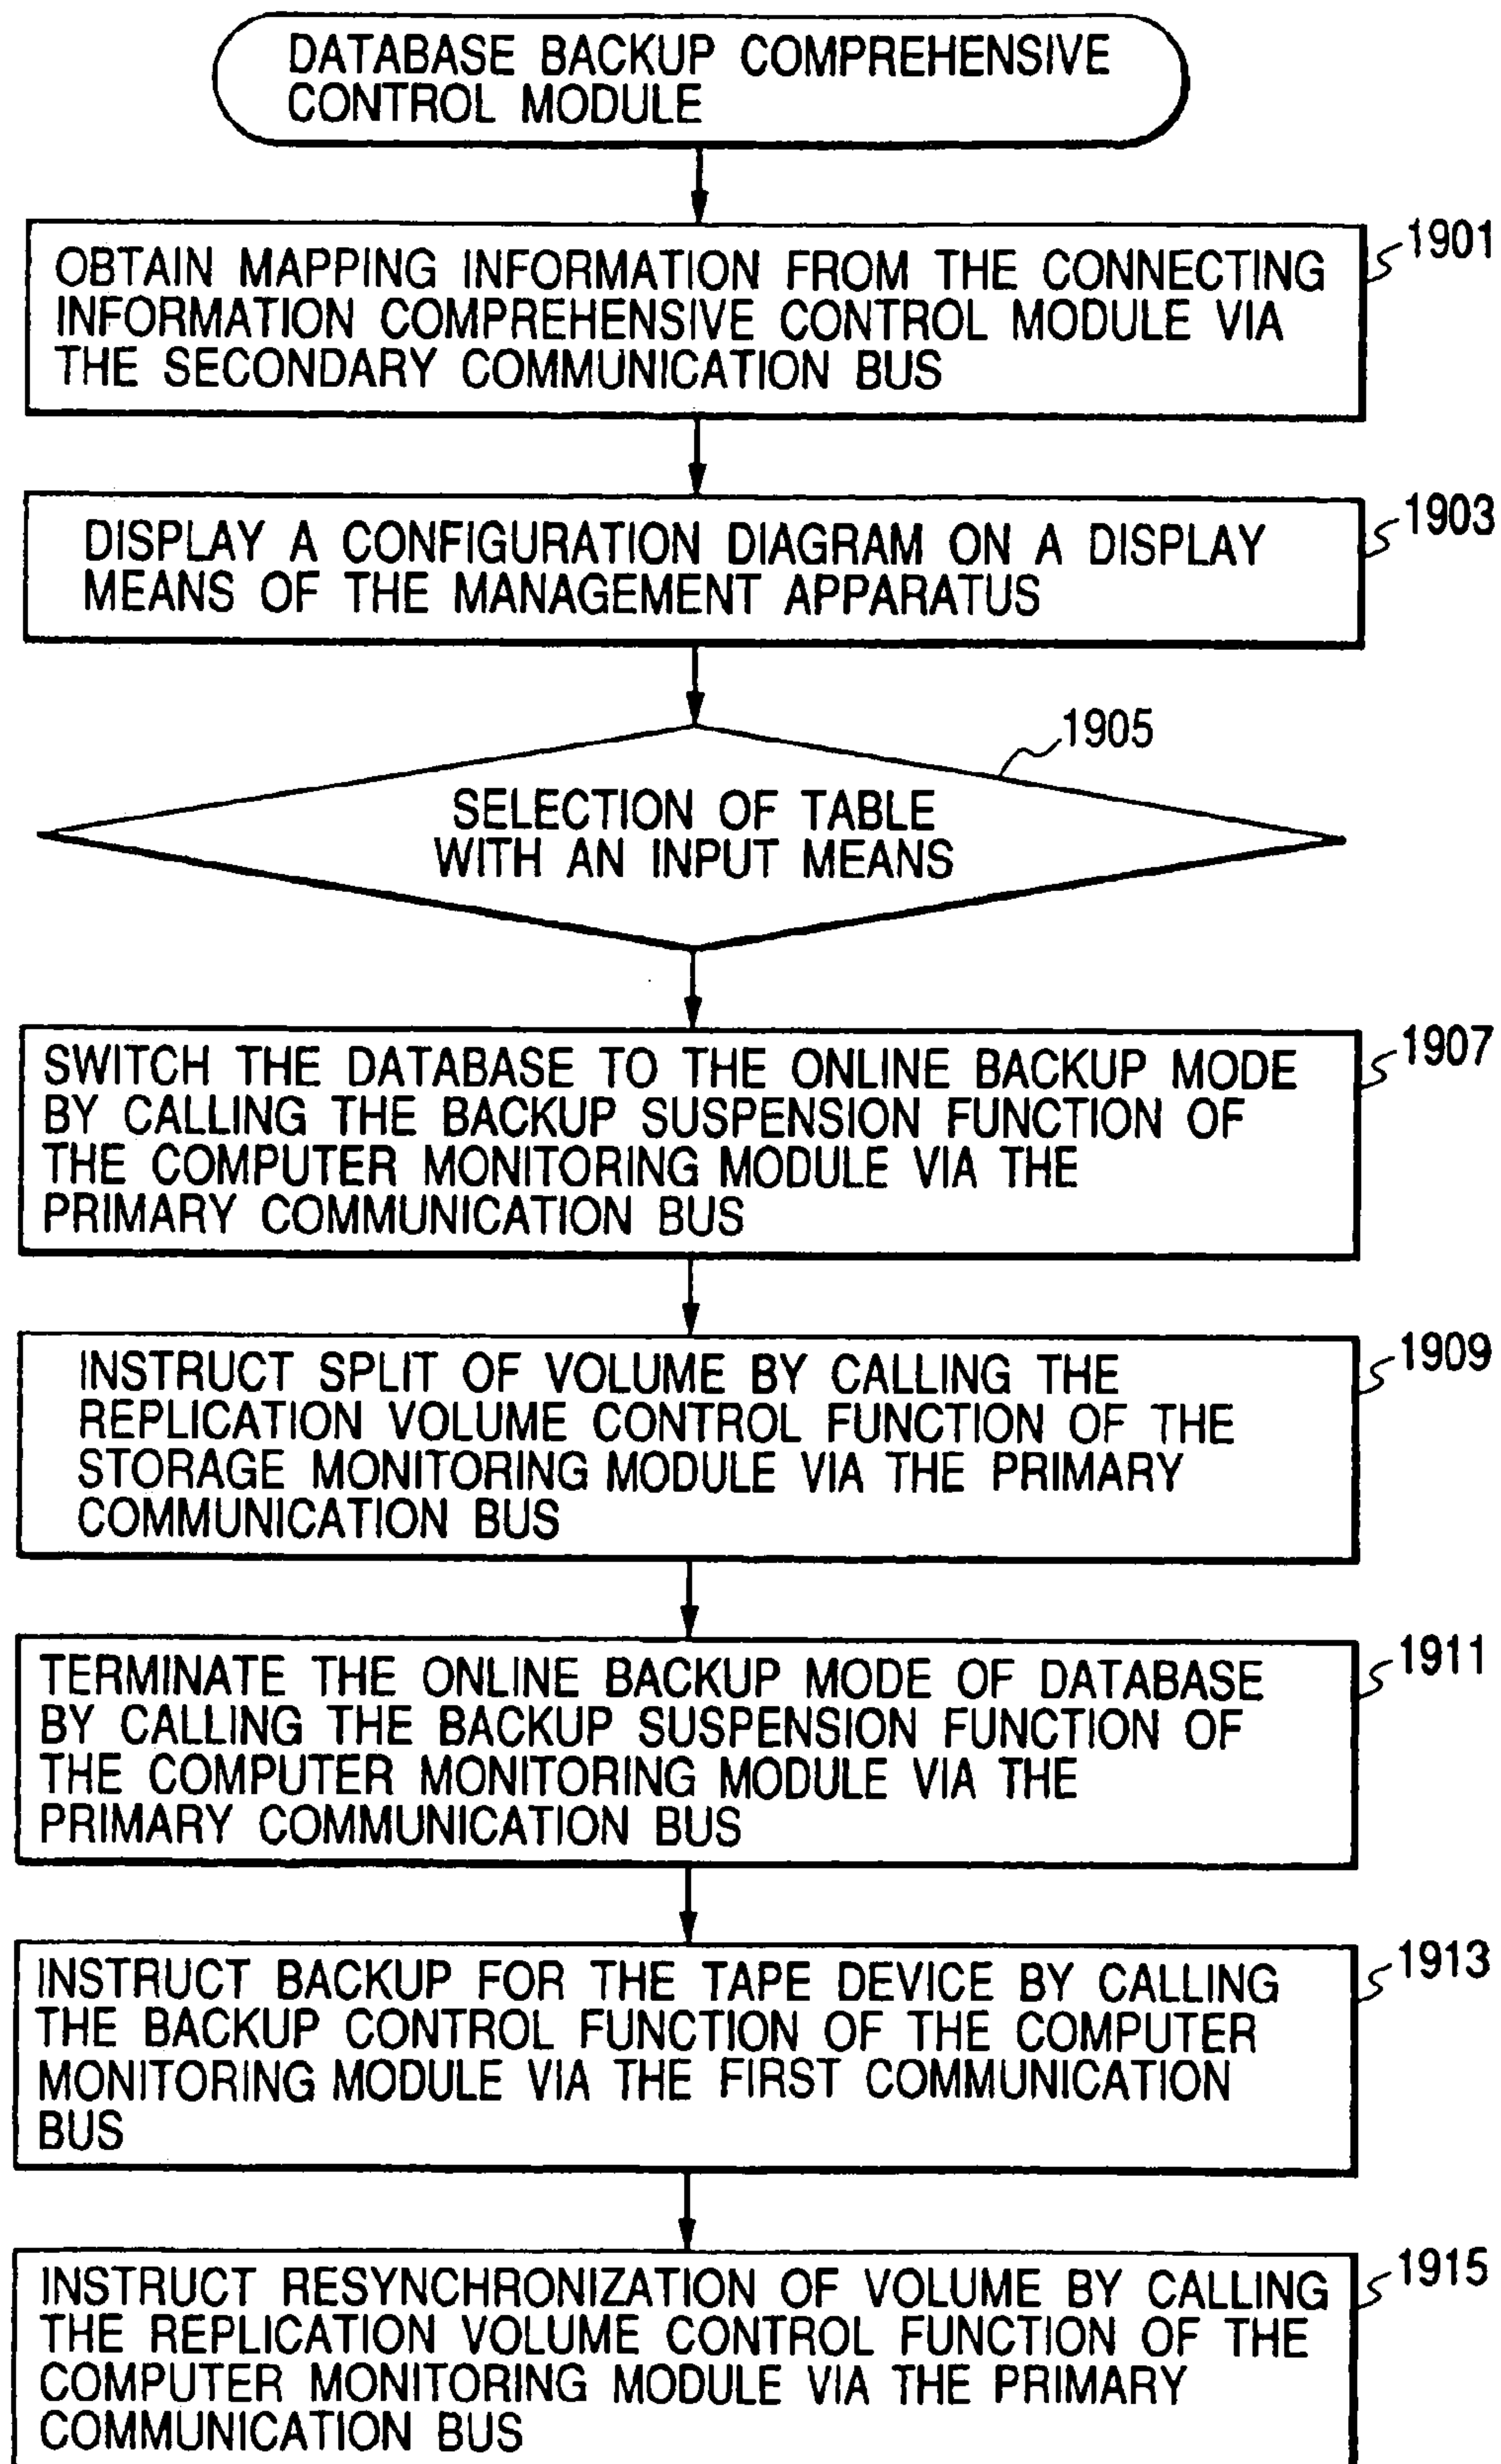 DATABASE BACKUP COMPREHENSIVE
CONTROL MODULE
1901
OBTAIN MAPPING INFORMATION FROM THE CONNECTING
INFORMATION COMPREHENSIVE CONTROL MODULE VIA
THE SECONDARY COMMUNICATION BUS
1903
DISPLAY A CONFIGURATION DIAGRAM ON A DISPLAY
MEANS OF THE MANAGEMENT APPARATUS
1905
SELECTION OF TABLE
WITH AN INPUT MEANS
1907
SWITCH THE DATABASE TO THE ONLINE BACKUP MODE
BY CALLING THE BACKUP SUSPENSION FUNCTION OF
THE COMPUTER MONITORING MODULE VIA THE
PRIMARY COMMUNICATION BUS
1909
INSTRUCT SPLIT OF VOLUME BY CALLING THE
REPLICATION VOLUME CONTROL FUNCTION OF THE
STORAGE MONITORING MODULE VIA THE PRIMARY
COMMUNICATION BUS
1911
TERMINATE THE ONLINE BACKUP MODE OF DATABASE
BY CALLING THE BACKUP SUSPENSION FUNCTION OF
THE COMPUTER MONITORING MODULE VIA THE
PRIMARY COMMUNICATION BUS
1913
INSTRUCT BACKUP FOR THE TAPE DEVICE BY CALLING
THE BACKUP CONTROL FUNCTION OF THE COMPUTER
MONITORING MODULE VIA THE FIRST COMMUNICATION
BUS
1915
INSTRUCT RESYNCHRONIZATION OF VOLUME BY CALLING
THE REPLICATION VOLUME CONTROL FUNCTION OF THE
COMPUTER MONITORING MODULE VIA THE PRIMARY
COMMUNICATION BUS